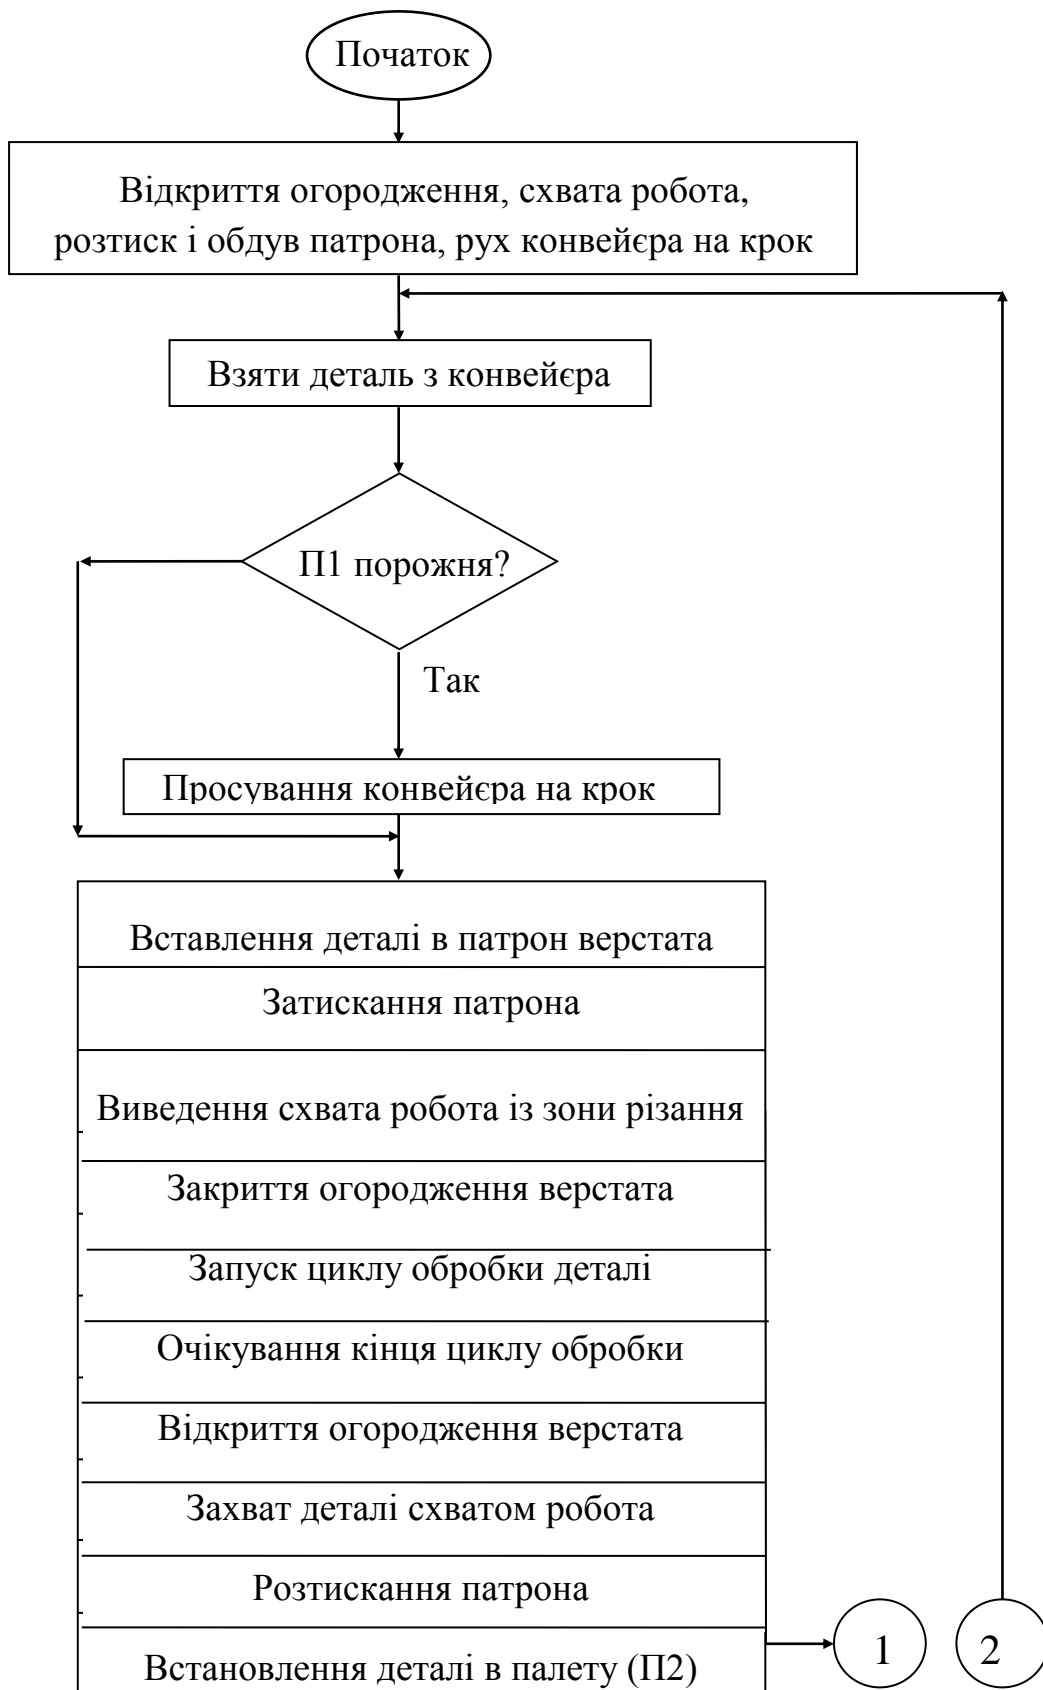 Початок
Відкриття огородження, схвата робота,
розтиск і обдув патрона, рух конвейєра на крок
Взяти деталь з конвейєра
П1 порожня?
Так
Просування конвейєра на крок
Вставлення деталі в патрон верстата
Затискання патрона
Виведення схвата робота із зони різання
Закриття огородження верстата
Запуск циклу обробки деталі
Очікування кінця циклу обробки
Відкриття огородження верстата
Захват деталі схватом робота
Розтискання патрона
Встановлення деталі в палету (П2)
1
2